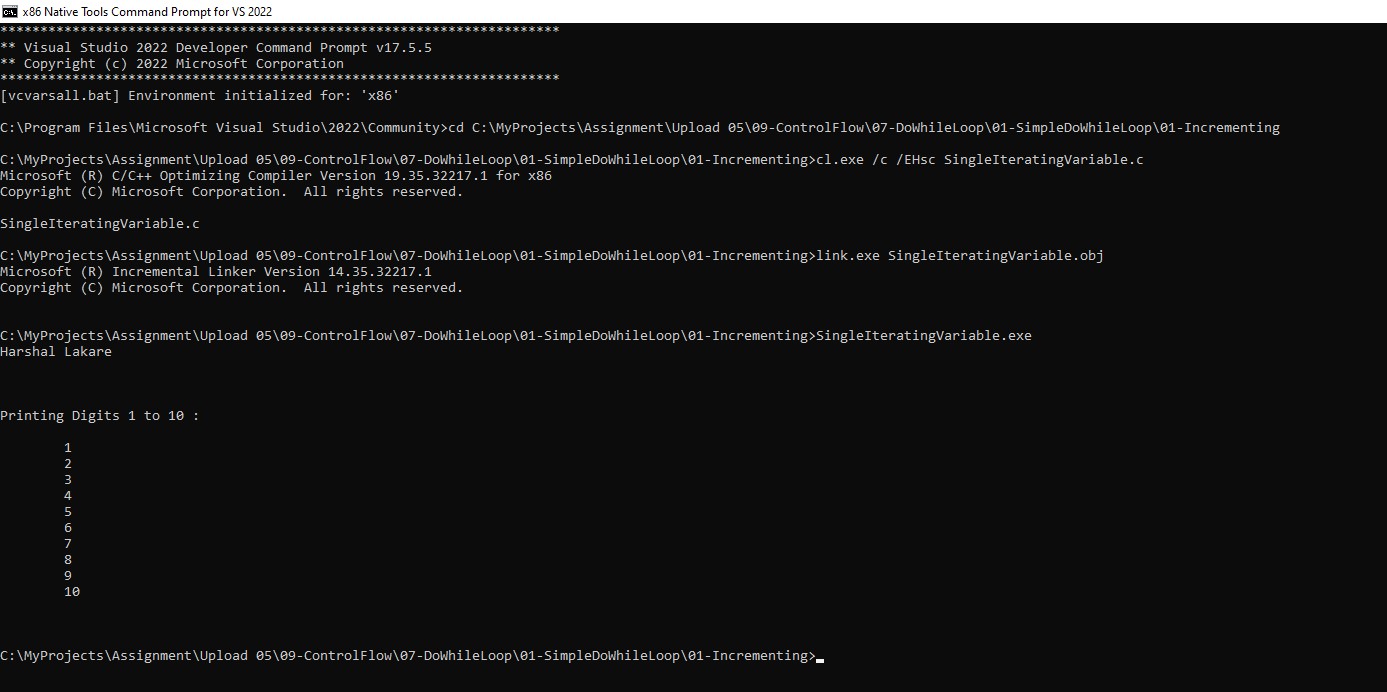 x86 Native Tools Command Prompt for VS 2022
**********************************************************************
** Visual Studio 2022 Developer Command Prompt v17.5.5
** Copyright (c) 2022 Microsoft Corporation
**********************************************************************
[vcvarsall.bat] Environment initialized for: 'x86'
C:\Program Files\Microsoft Visual Studio\2022\Community>cd C:\MyProjects\Assignment\Upload 05\09-ControlFlow\07-DoWhileLoop\01-SimpleDoWhileLoop\01-Incrementing
C:\MyProjects\Assignment\Upload 05\09-ControlFlow\07-DoWhileLoop\01-SimpleDoWhileLoop\01-Incrementing>cl.exe /c /EHsc SingleIteratingVariable.c
Microsoft (R) C/C++ Optimizing Compiler Version 19.35.32217.1 for x86
Copyright (C) Microsoft Corporation.  All rights reserved.
SingleIteratingVariable.c
C:\MyProjects\Assignment\Upload 05\09-ControlFlow\07-DoWhileLoop\01-SimpleDoWhileLoop\01-Incrementing>link.exe SingleIteratingVariable.obj
Microsoft (R) Incremental Linker Version 14.35.32217.1
Copyright (C) Microsoft Corporation.  All rights reserved.
C:\MyProjects\Assignment\Upload 05\09-ControlFlow\07-DoWhileLoop\01-SimpleDoWhileLoop\01-Incrementing>SingleIteratingVariable.exe
Harshal Lakare
Printing Digits 1 to 10 :
1
2
3
4
5
6
7
8
9
10
C:\MyProjects\Assignment\Upload 05\09-ControlFlow\07-DoWhileLoop\01-SimpleDoWhileLoop\01-Incrementing>